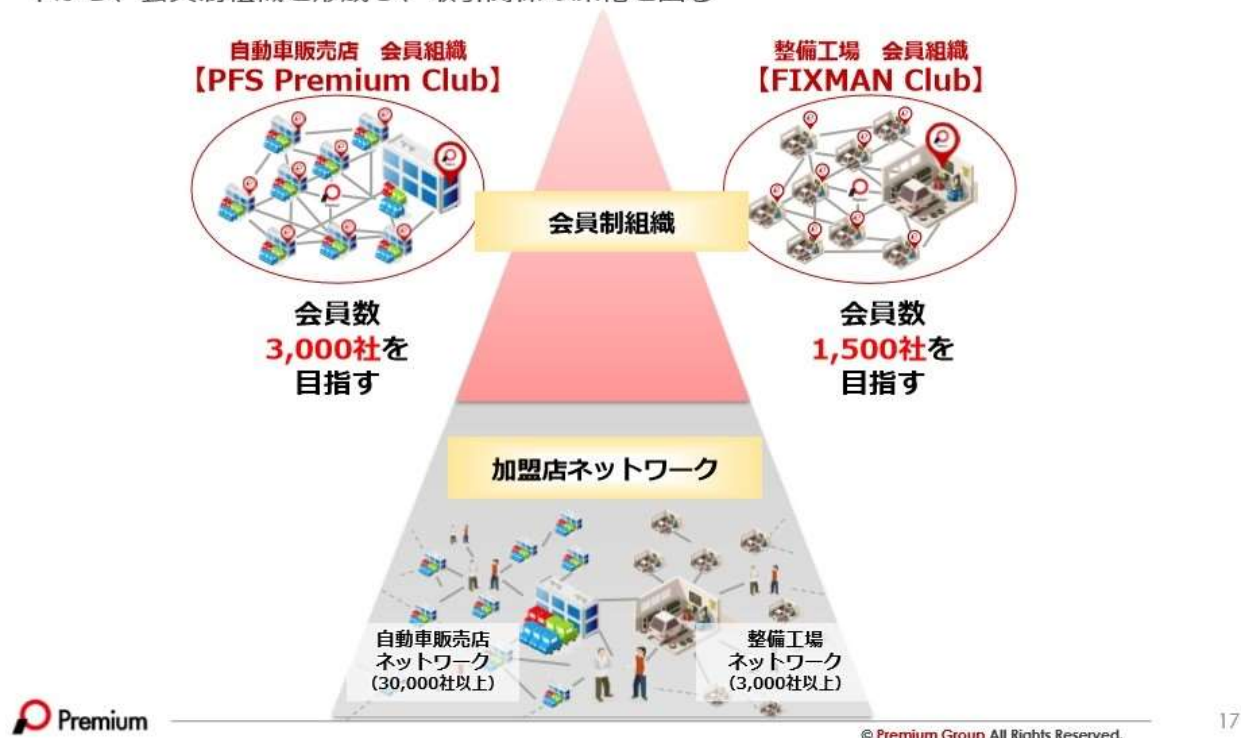 自動車販売店 会員組織
【PFS Premium Club】
整備工場 会員組織
【FIXMAN Club】
会員制組織
会員数
3,000社を
目指す
会員数
1,500社を
目指す
加盟店ネットワーク
自動車販売店
ネットワーク
(30,000社以上)
整備工場
ネットワーク
(3,000社以上)
Premium
© Premium Group All Rights Reserved.
17